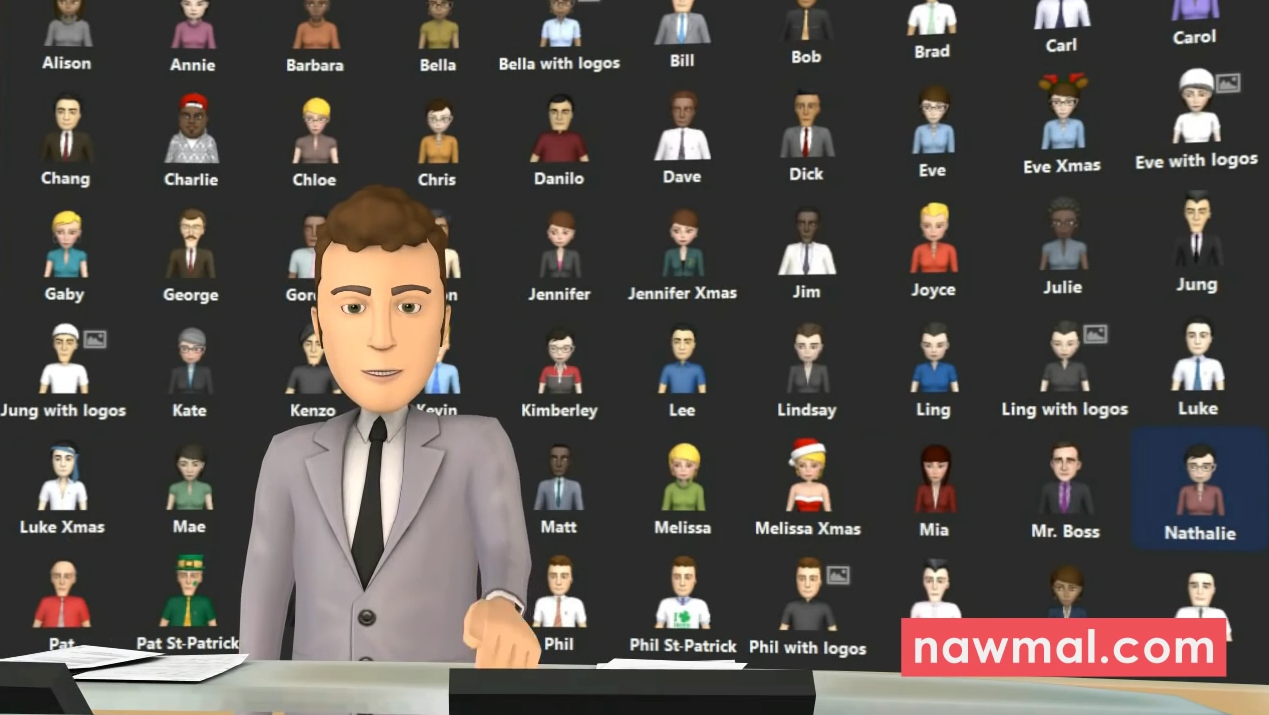 Alison
Annie
Barbara
Bella
Bella with logos
Bill
Bob
Brad
Carl
Carol
Chang
Charlie
Chloe
Chris
Danilo
Dave
Dick
Eve
Eve Xmas
Eve with logos
Gaby
George
Jennifer
Jennifer Xmas
Jim
Joyce
Julie
Jung
Jung with logos
Kate
Kenzo
Kevin
Kimberley
Lee
Lindsay
Ling
Ling with logos
Luke
Luke Xmas
Mae
Matt
Melissa
Melissa Xmas
Mia
Mr. Boss
Nathalie
Pat
Pat St-Patrick
Phil
Phil St-Patrick
Phil with logos
nawmal.com